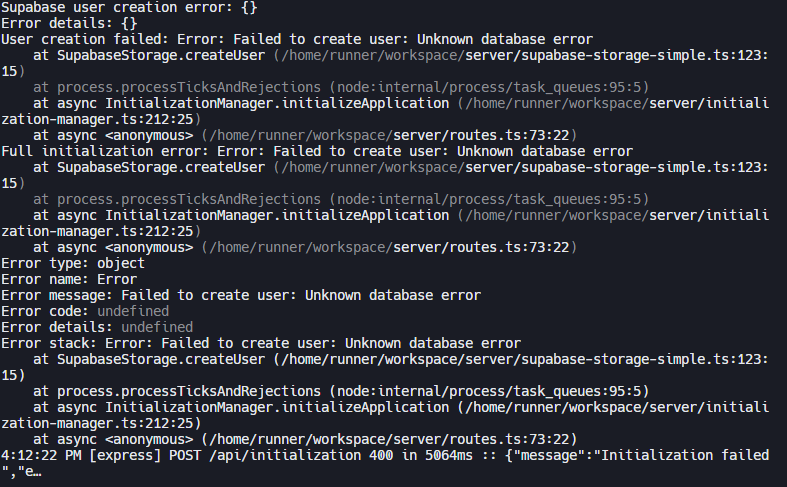 Supabase user creation error: {}
Error details: {}
User creation failed: Error: Failed to create user: Unknown database error
    at SupabaseStorage.createUser (/home/runner/workspace/server/supabase-storage-simple.ts:123:
15)
    at process.processTicksAndRejections (node:internal/process/task_queues:95:5)
    at async InitializationManager.initializeApplication (/home/runner/workspace/server/initiali
zation-manager.ts:212:25)
    at async <anonymous> (/home/runner/workspace/server/routes.ts:73:22)
Full initialization error: Error: Failed to create user: Unknown database error
    at SupabaseStorage.createUser (/home/runner/workspace/server/supabase-storage-simple.ts:123:
15)
    at process.processTicksAndRejections (node:internal/process/task_queues:95:5)
    at async InitializationManager.initializeApplication (/home/runner/workspace/server/initiali
zation-manager.ts:212:25)
    at async <anonymous> (/home/runner/workspace/server/routes.ts:73:22)
Error type: object
Error name: Error
Error message: Failed to create user: Unknown database error
Error code: undefined
Error details: undefined
Error stack: Error: Failed to create user: Unknown database error
    at SupabaseStorage.createUser (/home/runner/workspace/server/supabase-storage-simple.ts:123:
15)
    at process.processTicksAndRejections (node:internal/process/task_queues:95:5)
    at async InitializationManager.initializeApplication (/home/runner/workspace/server/initiali
zation-manager.ts:212:25)
    at async <anonymous> (/home/runner/workspace/server/routes.ts:73:22)
4:12:22 PM [express] POST /api/initialization 400 in 5064ms :: {"message":"Initialization failed
","e…